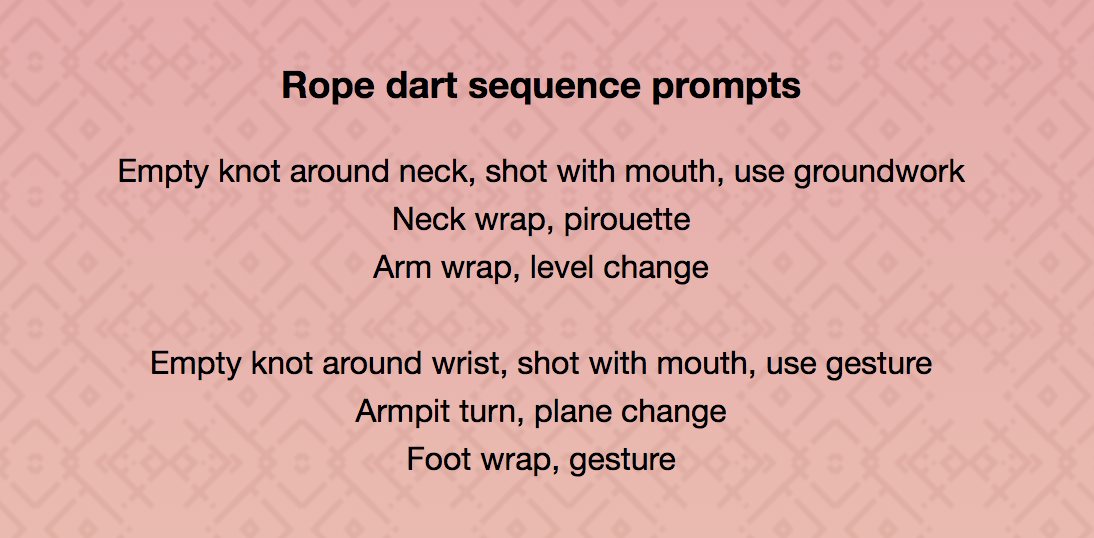 Rope dart sequence prompts
Empty knot around neck, shot with mouth, use groundwork
Neck wrap, pirouette
Arm wrap, level change
Empty knot around wrist, shot with mouth, use gesture
Armpit turn, plane change
Foot wrap, gesture